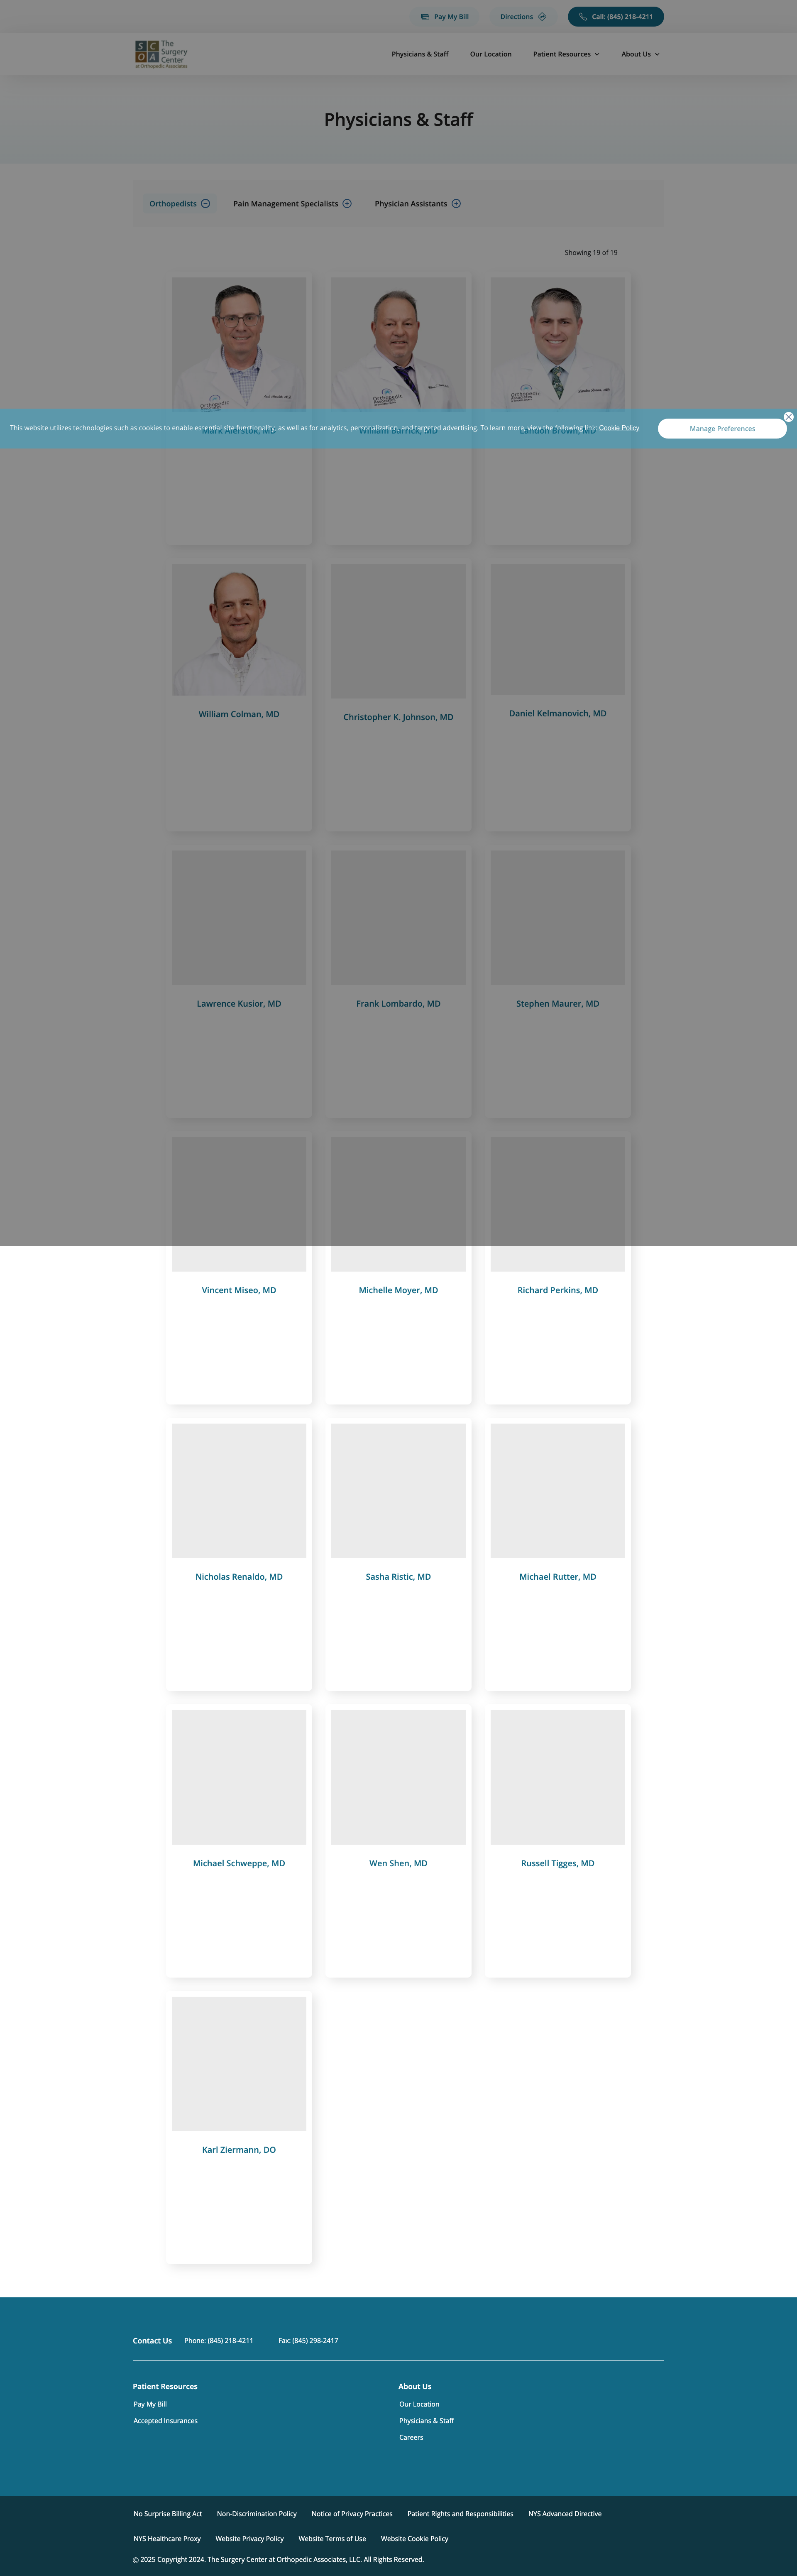 Pay My Bill
Directions
Call: (845) 218-4211
SCOA The Surgery Center at Orthopedic Associates
Physicians & Staff
Our Location
Patient Resources
About Us
Physicians & Staff
Orthopedists
Pain Management Specialists
Physician Assistants
Showing 19 of 19
This website utilizes technologies such as cookies to enable essential site functionality, as well as for analytics, personalization, and targeted advertising. To learn more, view the following link: Cookie Policy
Manage Preferences
William Barrick, MD
Landon Brown, MD
William Colman, MD
Christopher K. Johnson, MD
Daniel Kelmanovich, MD
Lawrence Kusior, MD
Frank Lombardo, MD
Stephen Maurer, MD
Vincent Miseo, MD
Michelle Moyer, MD
Richard Perkins, MD
Nicholas Renaldo, MD
Sasha Ristic, MD
Michael Rutter, MD
Michael Schweppe, MD
Wen Shen, MD
Russell Tigges, MD
Karl Ziermann, DO
Contact Us
Phone: (845) 218-4211
Fax: (845) 298-2417
Patient Resources
Pay My Bill
Accepted Insurances
About Us
Our Location
Physicians & Staff
Careers
No Surprise Billing Act
Non-Discrimination Policy
Notice of Privacy Practices
Patient Rights and Responsibilities
NYS Advanced Directive
NYS Healthcare Proxy
Website Privacy Policy
Website Terms of Use
Website Cookie Policy
© 2025 Copyright 2024. The Surgery Center at Orthopedic Associates, LLC. All Rights Reserved.